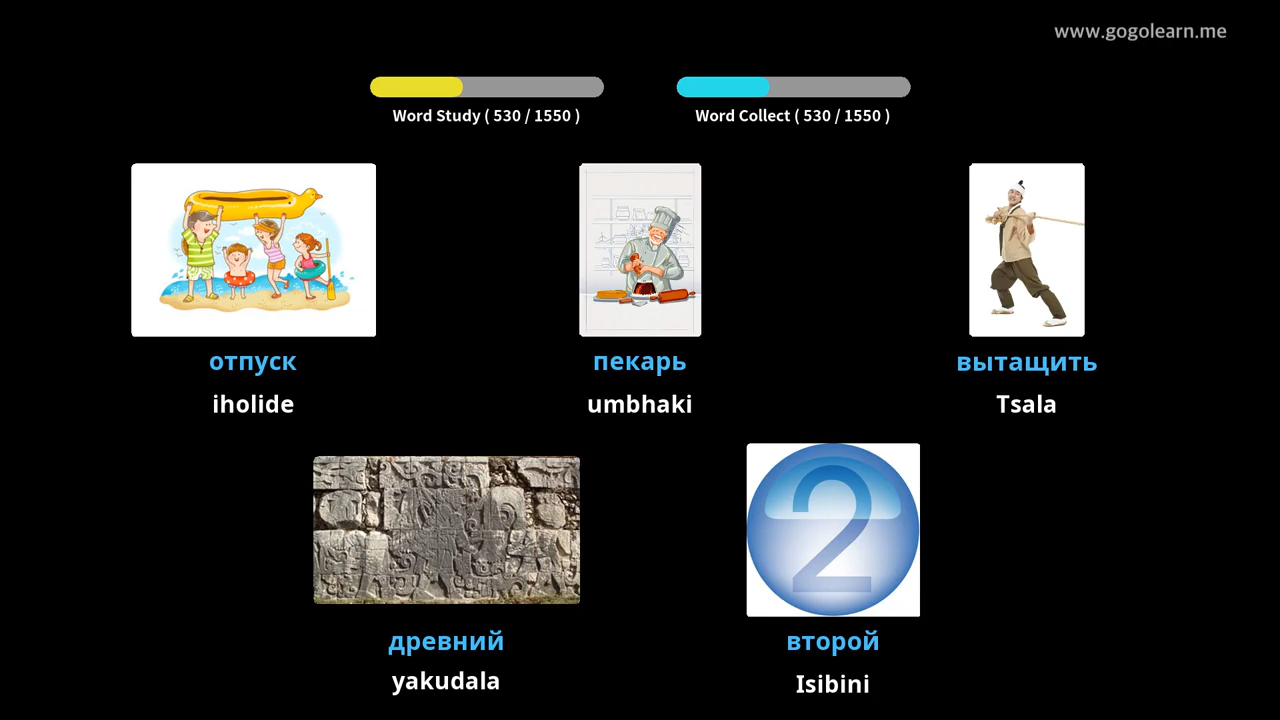 www.gogolearn.me
Word Study ( 530 / 1550 )
Word Collect ( 530 / 1550 )
отпуск
iholide
пекарь
umbhaki
вытащить
Tsala
древний
yakudala
2
второй
Isibini